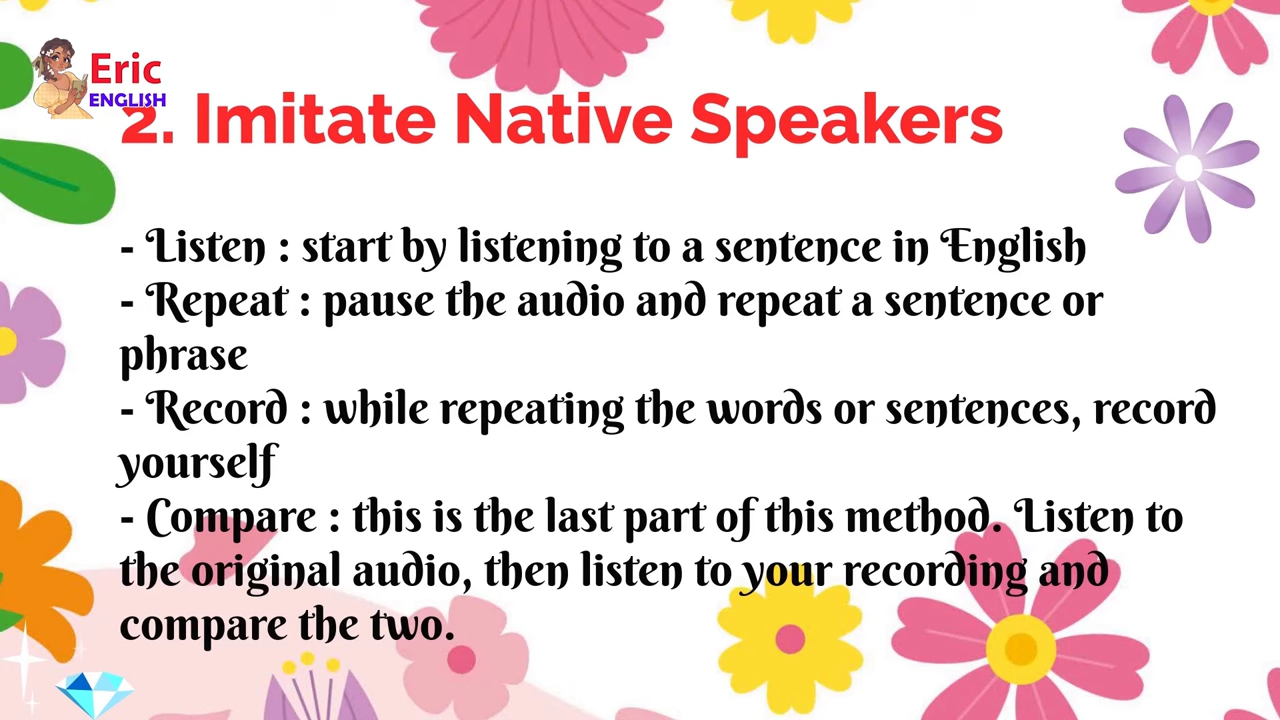 Eric
ENGLISH
2. Imitate Native Speakers
- Listen : start by listening to a sentence in English
- Repeat : pause the audio and repeat a sentence or
phrase
- Record : while repeating the words or sentences, record
yourself
- Compare : this is the last part of this method. Listen to
the original audio, then listen to your recording and
compare the two.